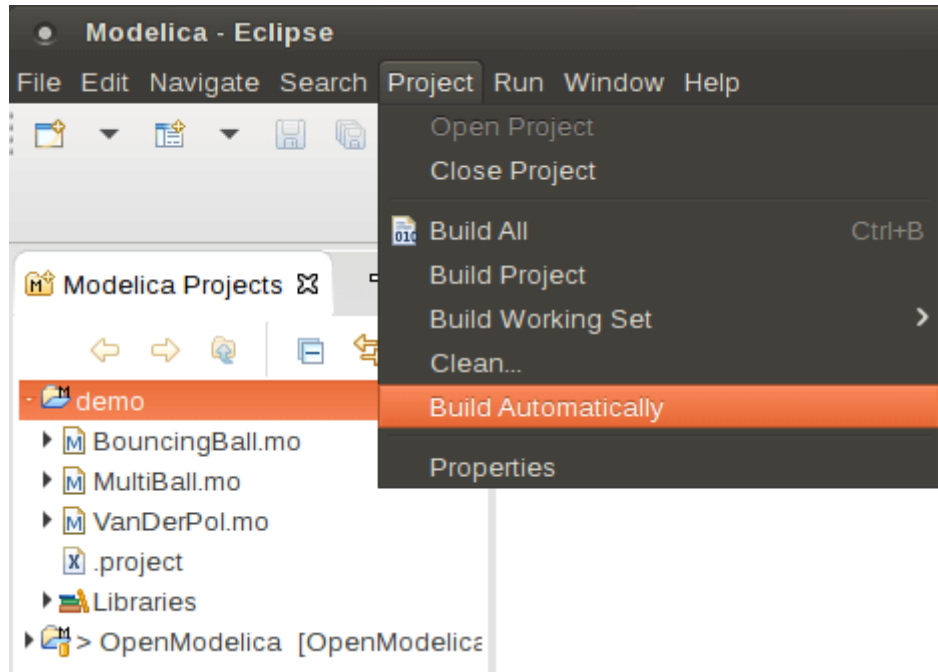 Modelica - Eclipse
File Edit Navigate Search Project Run Window Help
Open Project
Close Project
Build All Ctrl+B
Build Project
Build Working Set
Clean...
Build Automatically
Properties
Modelica Projects
demo
BouncingBall.mo
MultiBall.mo
VanDerPol.mo
.project
Libraries
> OpenModelica [OpenModelica